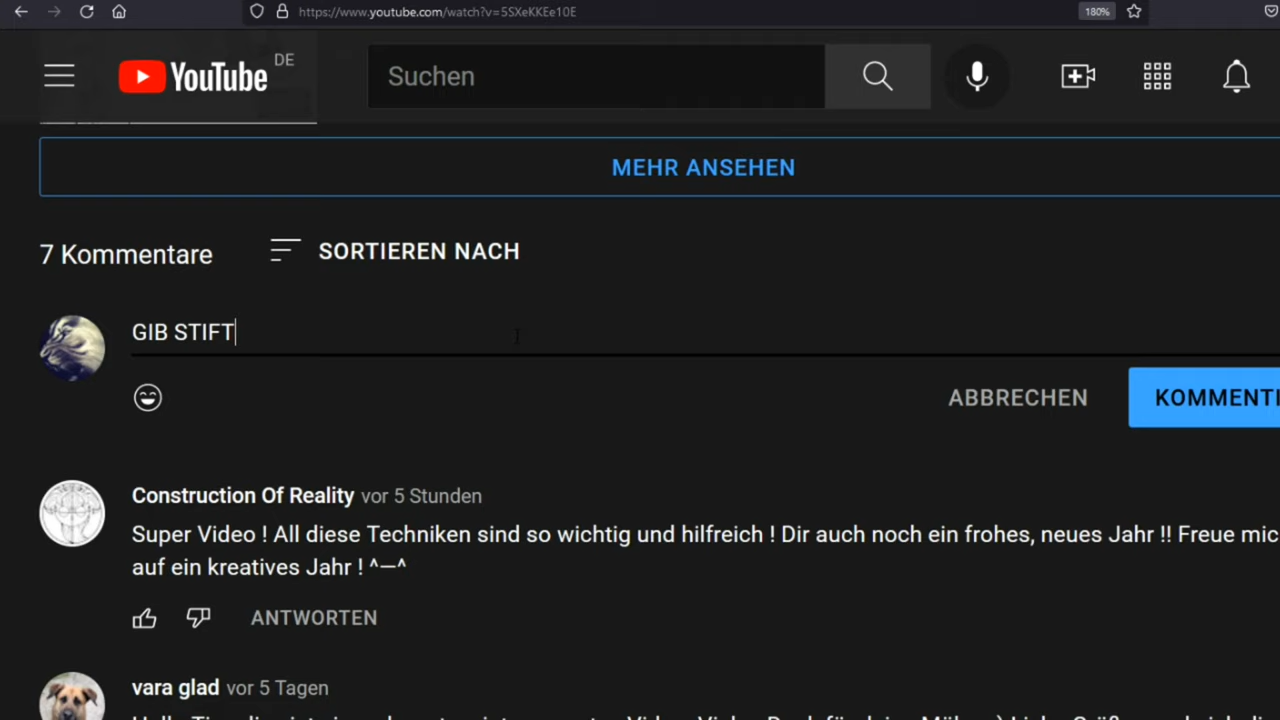 https://www.youtube.com/watch?v=5SXeKKEe10E
180%
YouTube DE
Suchen
MEHR ANSEHEN
7 Kommentare
SORTIEREN NACH
GIB STIFT
ABBRECHEN
KOMMENTI
Construction Of Reality vor 5 Stunden
Super Video ! All diese Techniken sind so wichtig und hilfreich ! Dir auch noch ein frohes, neues Jahr !! Freue mic
auf ein kreatives Jahr ! ^—^
ANTWORTEN
vara glad vor 5 Tagen